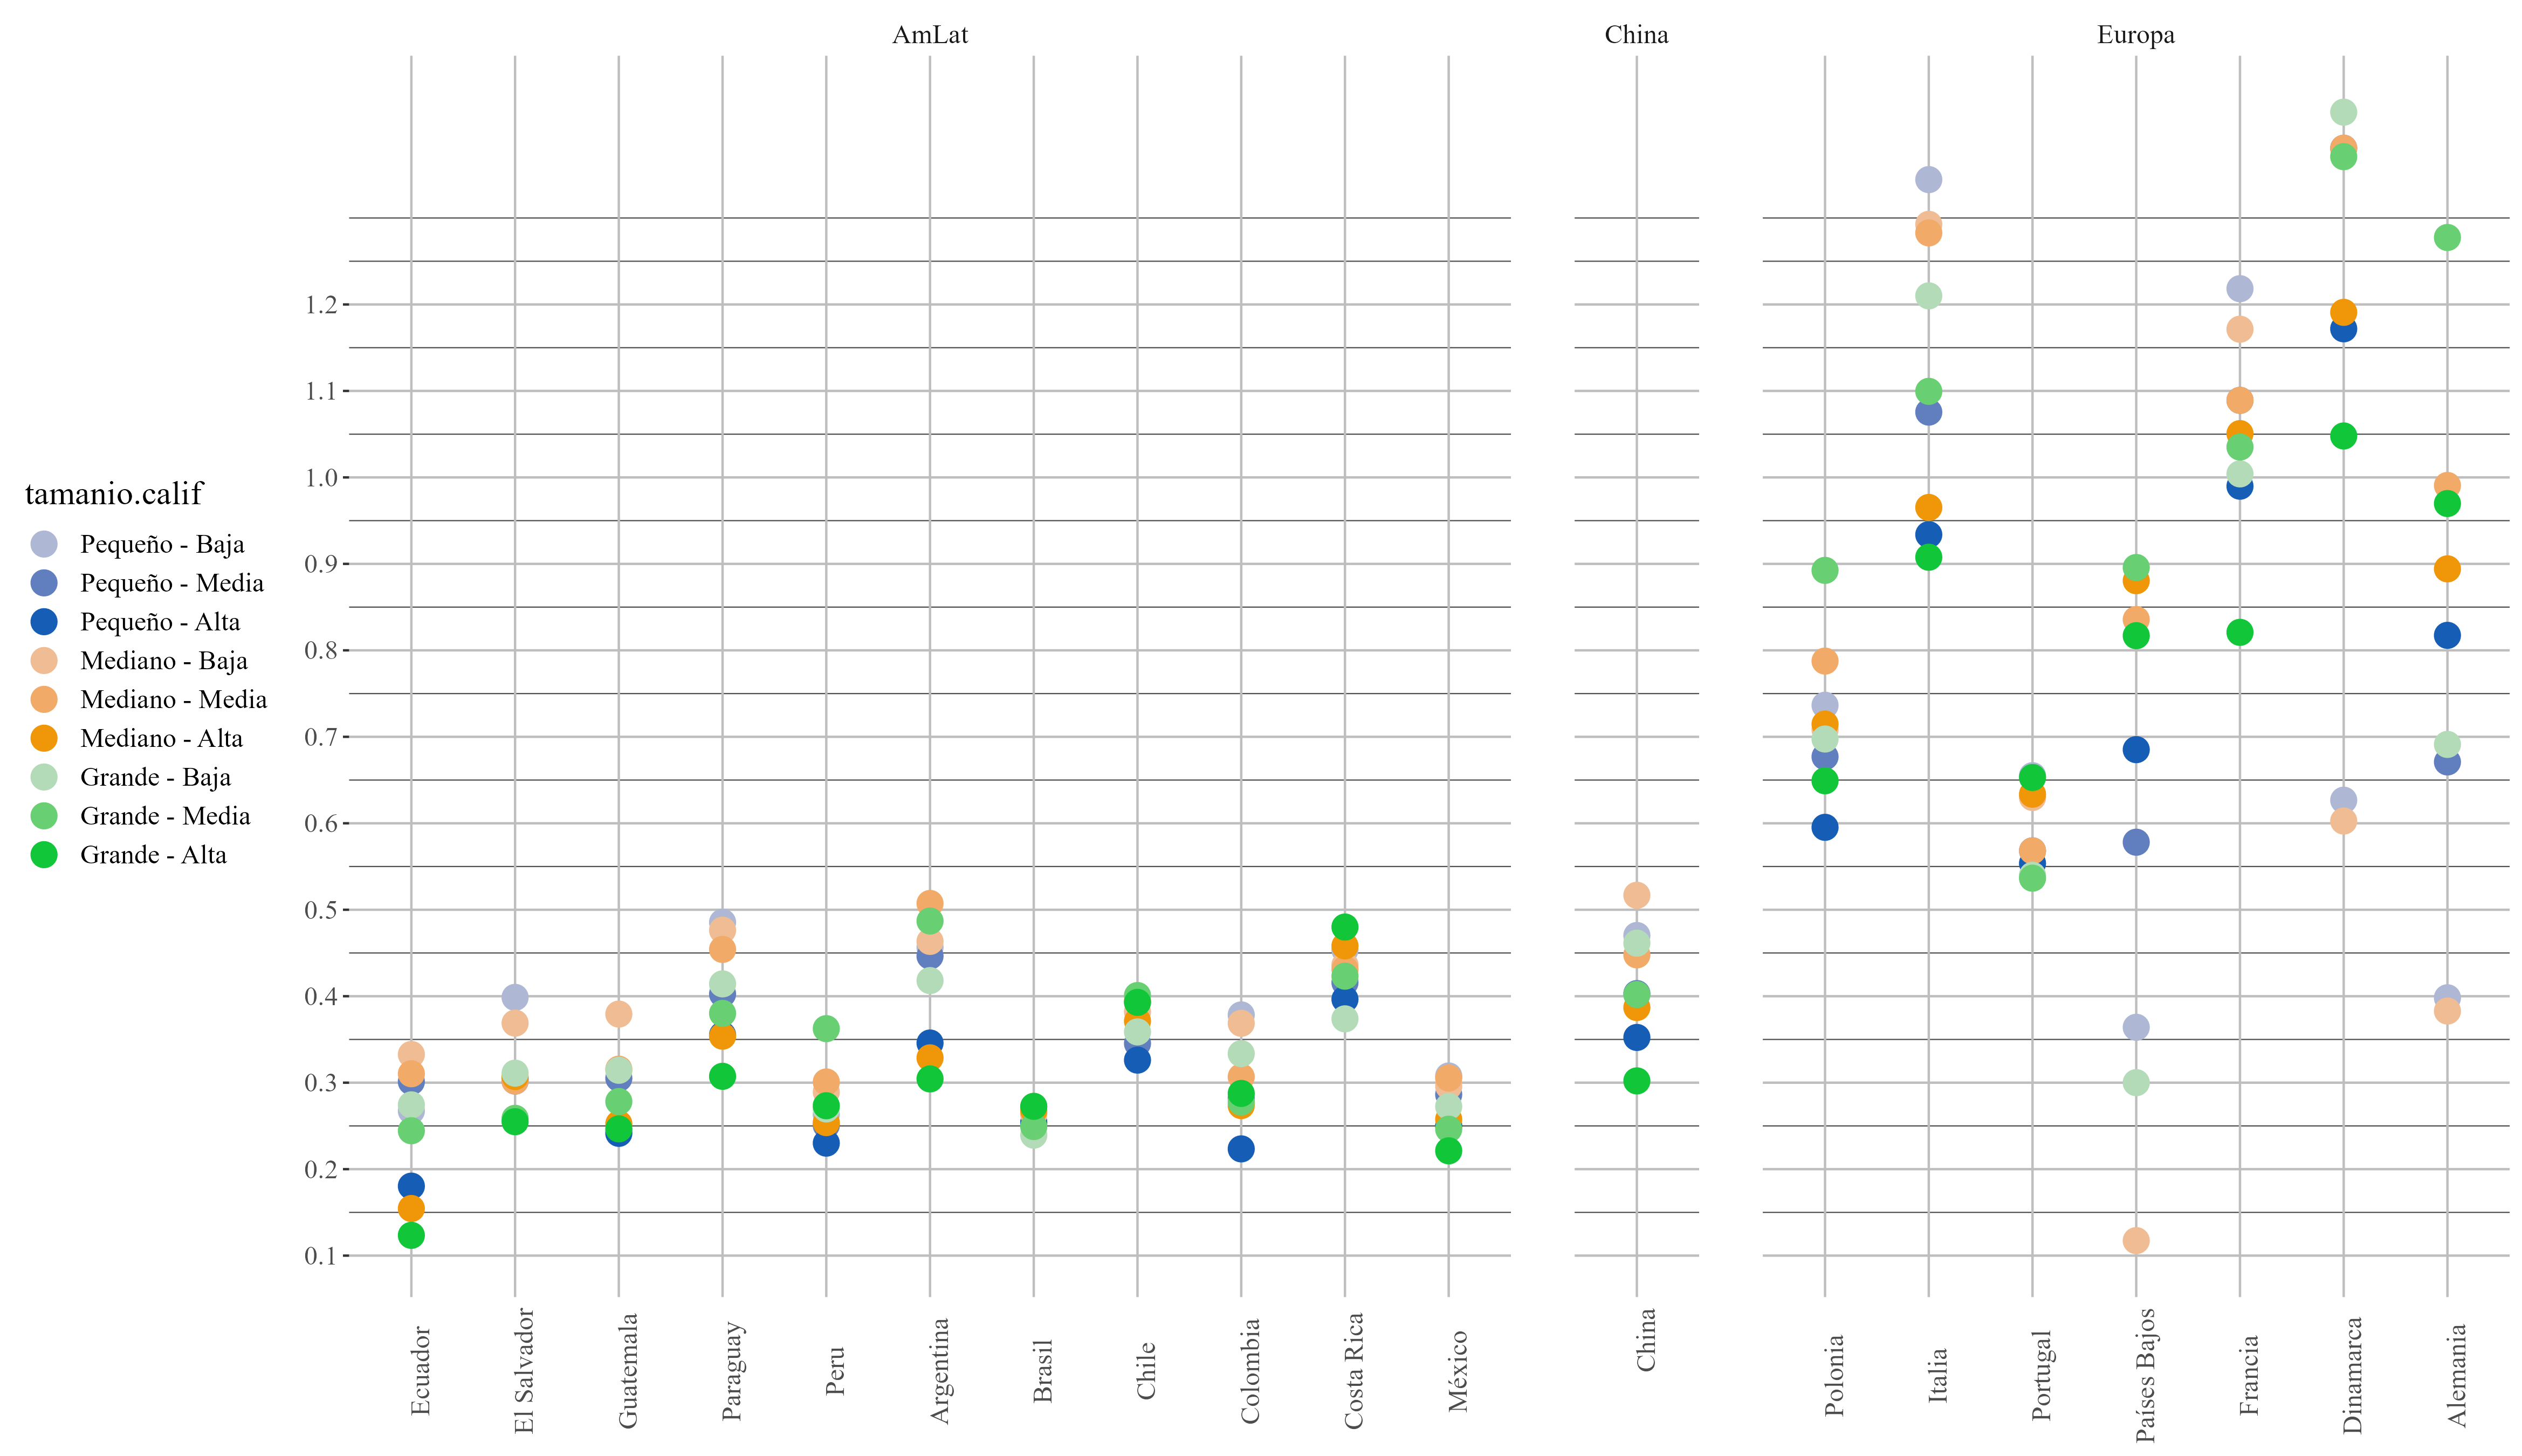 AmLat
China
Europa
1.2
1.1
1.0
0.9
0.8
0.7
0.6
0.5
0.4
0.3
0.2
0.1
tamanio.calif
Pequeño - Baja
Pequeño - Media
Pequeño - Alta
Mediano - Baja
Mediano - Media
Mediano - Alta
Grande - Baja
Grande - Media
Grande - Alta
Ecuador
El Salvador
Guatemala
Paraguay
Peru
Argentina
Brasil
Chile
Colombia
Costa Rica
México
China
Polonia
Italia
Portugal
Países Bajos
Francia
Dinamarca
Alemania